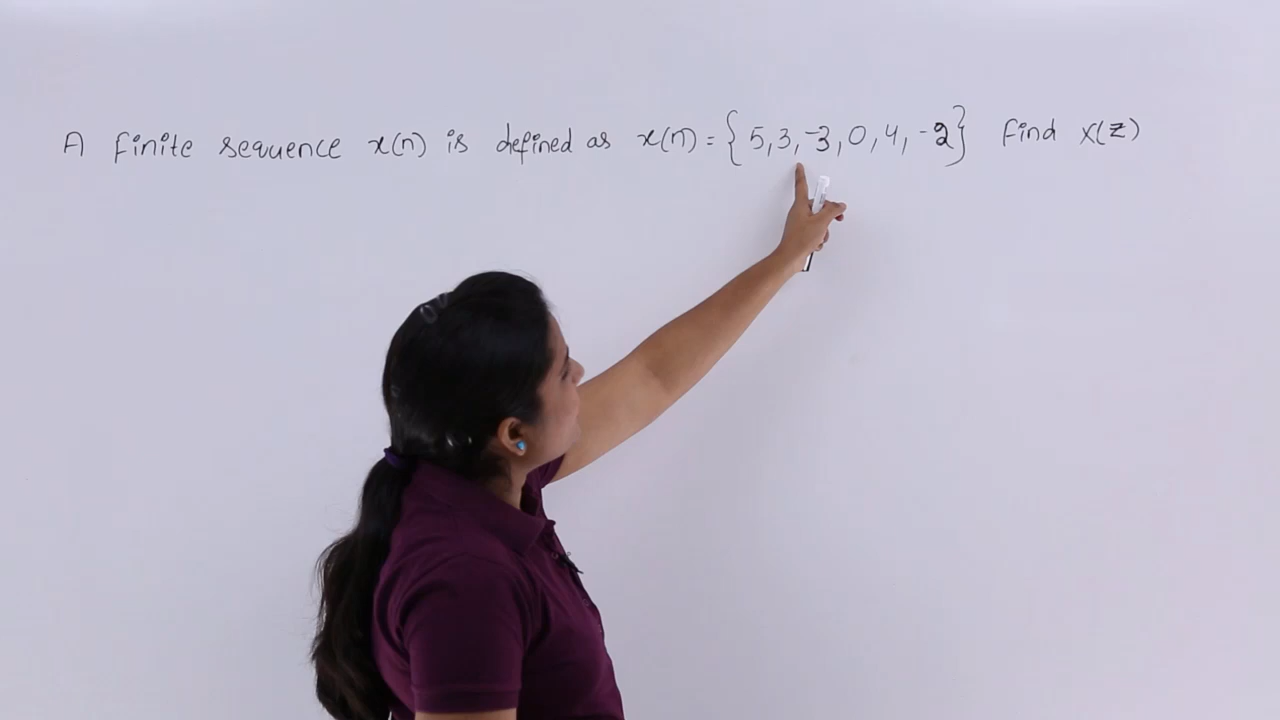 A finite sequence x(n) is defined as x(n) = {5, 3, -3, 0, 4, -2} Find X(z)